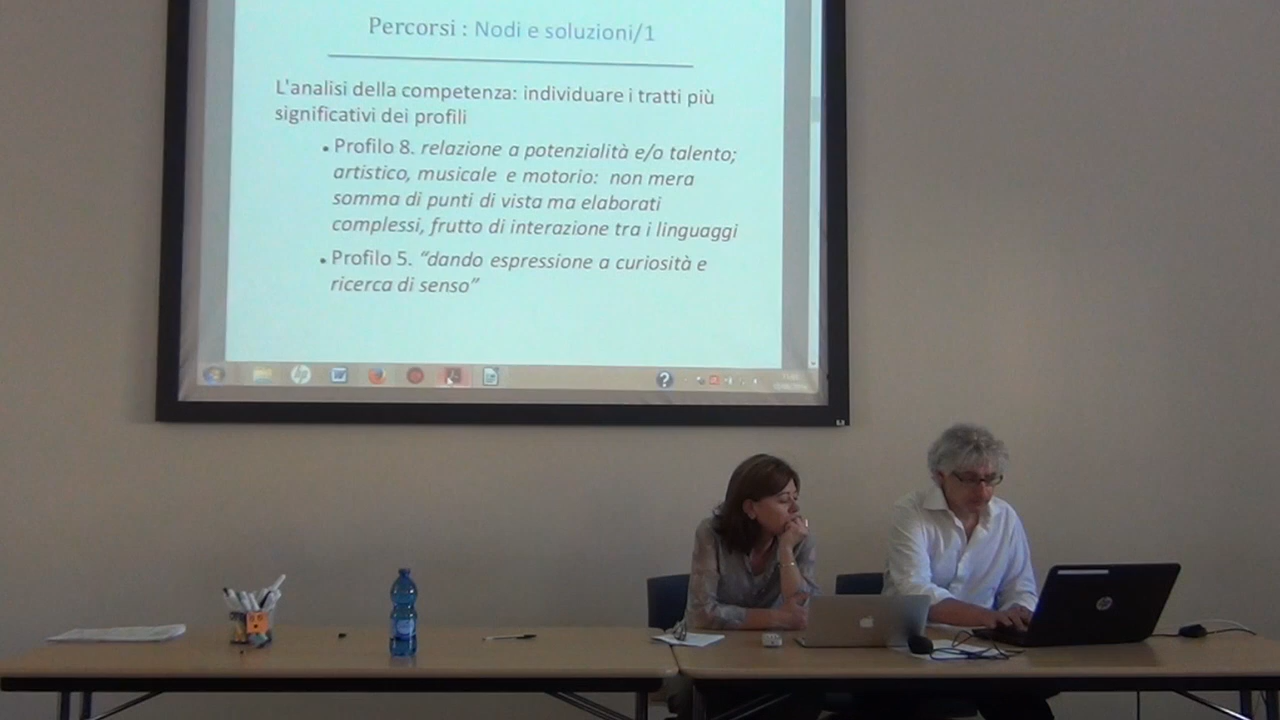 Percorsi : Nodi e soluzioni/1
L'analisi della competenza: individuare i tratti più
significativi dei profili
• Profilo 8. relazione a potenzialità e/o talento;
artistico, musicale e motorio: non mera
somma di punti di vista ma elaborati
complessi, frutto di interazione tra i linguaggi
• Profilo 5. “dando espressione a curiosità e
ricerca di senso”